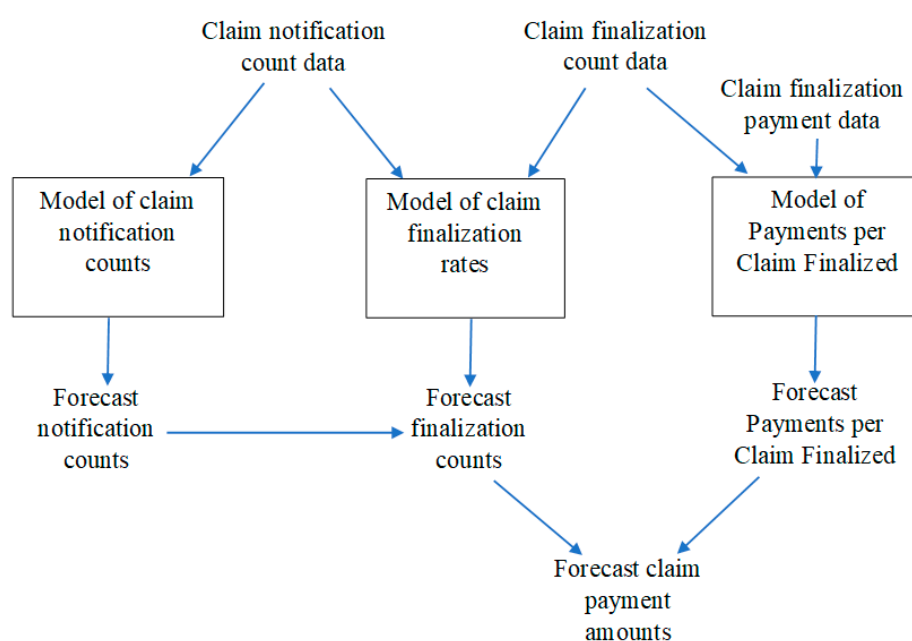 Claim notification
count data
Claim finalization
count data
Claim finalization
payment data
Model of claim
notification
counts
Model of claim
finalization
rates
Model of
Payments per
Claim Finalized
Forecast
notification
counts
Forecast
finalization
counts
Forecast
Payments per
Claim Finalized
Forecast claim
payment
amounts